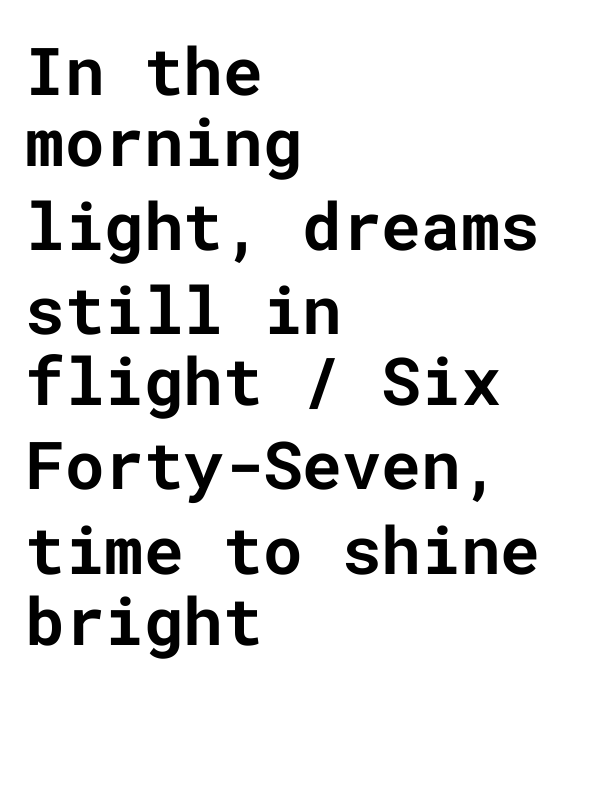 In the
morning
light, dreams
still in
flight / Six
Forty-Seven,
time to shine
bright